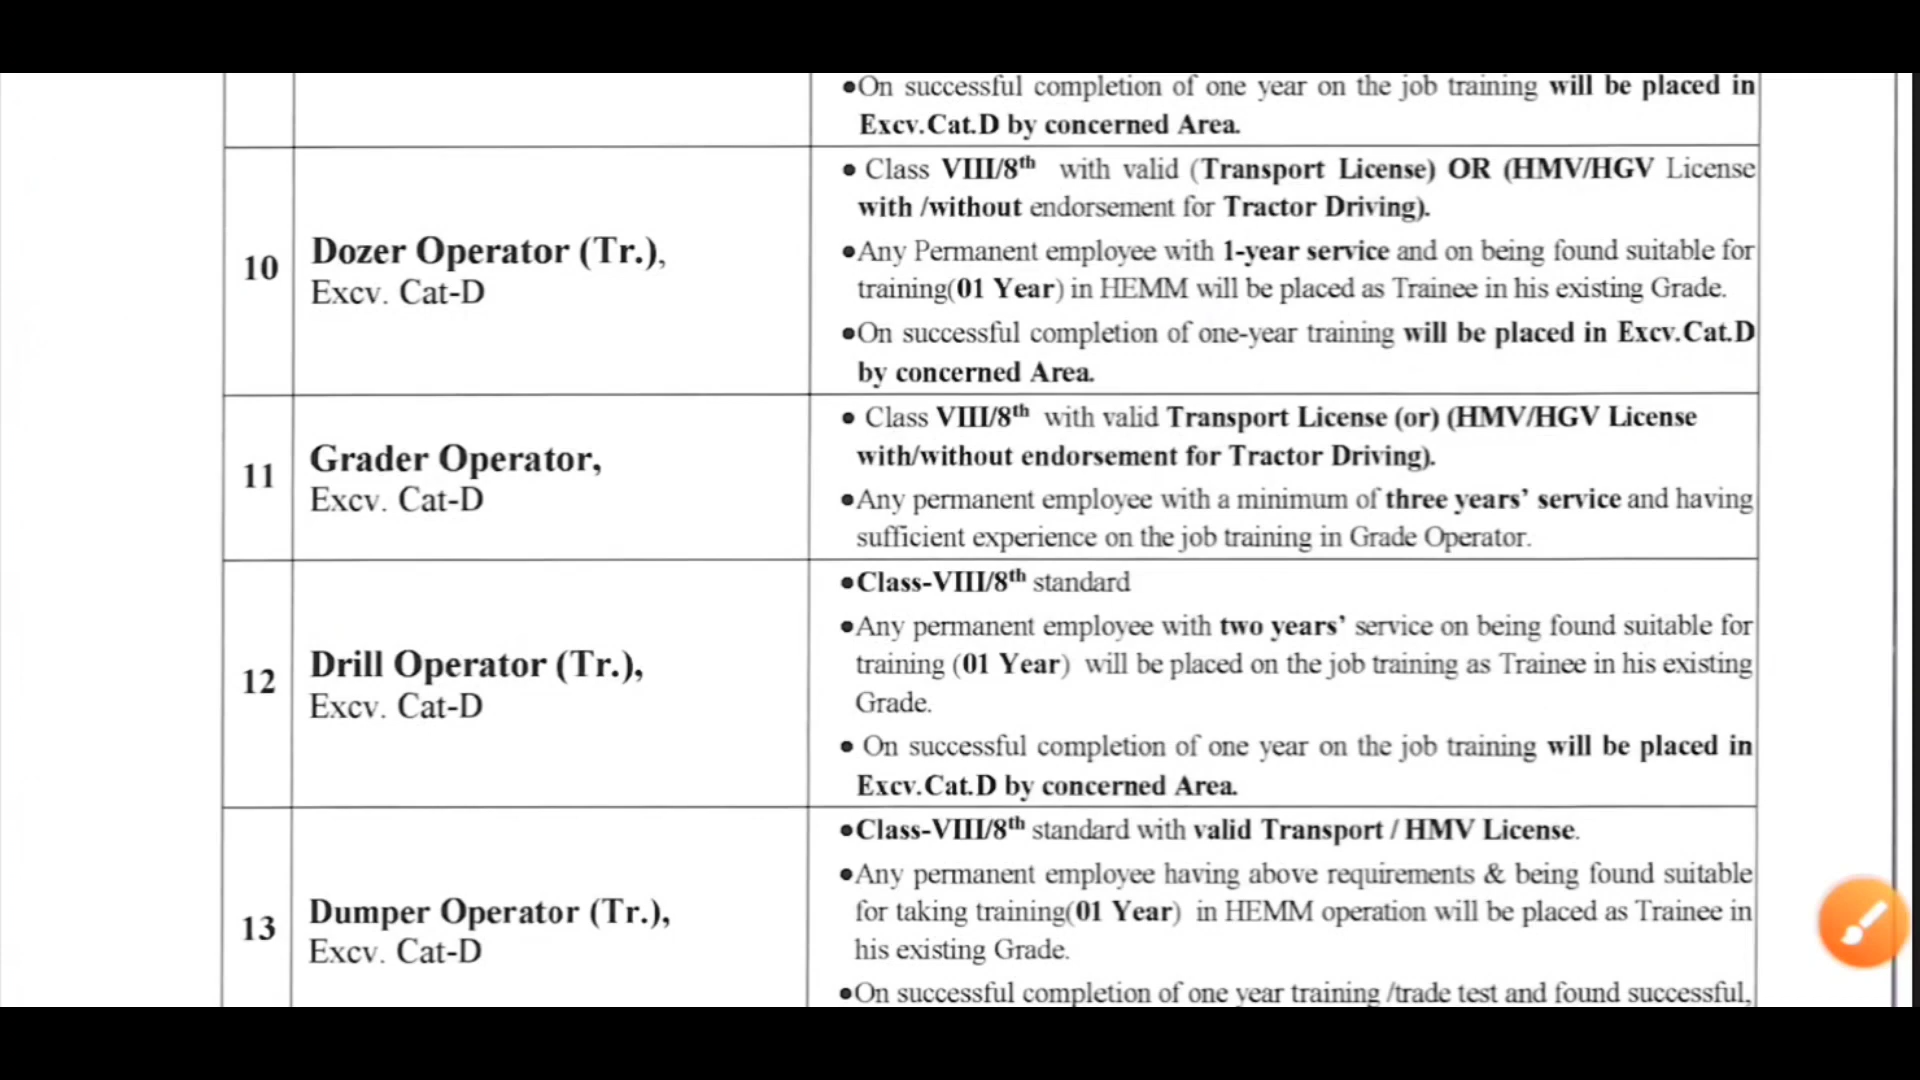 •On successful completion of one year on the job training will be placed in
Excv.Cat.D by concerned Area.
10
Dozer Operator (Tr.),
Excv. Cat-D
• Class VIII/8th with valid (Transport License) OR (HMV/HGV License
with /without endorsement for Tractor Driving).
•Any Permanent employee with 1-year service and on being found suitable for
training(01 Year) in HEMM will be placed as Trainee in his existing Grade.
•On successful completion of one-year training will be placed in Excv.Cat.D
by concerned Area.
11
Grader Operator,
Excv. Cat-D
• Class VIII/8th with valid Transport License (or) (HMV/HGV License
with/without endorsement for Tractor Driving).
•Any permanent employee with a minimum of three years’ service and having
sufficient experience on the job training in Grade Operator.
12
Drill Operator (Tr.),
Excv. Cat-D
•Class-VIII/8th standard
•Any permanent employee with two years’ service on being found suitable for
training (01 Year) will be placed on the job training as Trainee in his existing
Grade.
• On successful completion of one year on the job training will be placed in
Excv.Cat.D by concerned Area.
13
Dumper Operator (Tr.),
Excv. Cat-D
•Class-VIII/8th standard with valid Transport / HMV License.
•Any permanent employee having above requirements & being found suitable
for taking training(01 Year) in HEMM operation will be placed as Trainee in
his existing Grade.
•On successful completion of one year training /trade test and found successful,